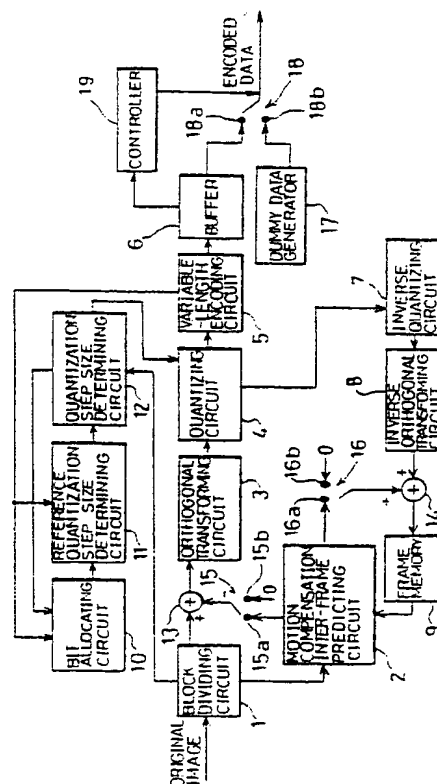 19
CONTROLLER
ENCODED
DATA
18a
18
18b
BUFFER
6
DUMMY DATA
GENERATOR
17
VARIABLE
-LENGTH
ENCODING
CIRCUIT
5
QUANTIZATION
STEP SIZE
DETERMINING
CIRCUIT
12
QUANTIZING
CIRCUIT
4
INVERSE
QUANTIZING
CIRCUIT
7
REFERENCE
QUANTIZATION
STEP SIZE
DETERMINING
CIRCUIT
11
ORTHOGONAL
TRANSFORMING
CIRCUIT
3
INVERSE
ORTHOGONAL
TRANSFORMING
CIRCUIT
8
16b
0
16
16a
+
+
+
14
BIT
ALLOCATING
CIRCUIT
10
13
+
+
-
15
15b
0
15a
MOTION
COMPENSATION
INTER-FRAME
PREDICTING
CIRCUIT
2
FRAME
MEMORY
9
BLOCK
DIVIDING
CIRCUIT
1
ORIGINAL
IMAGE